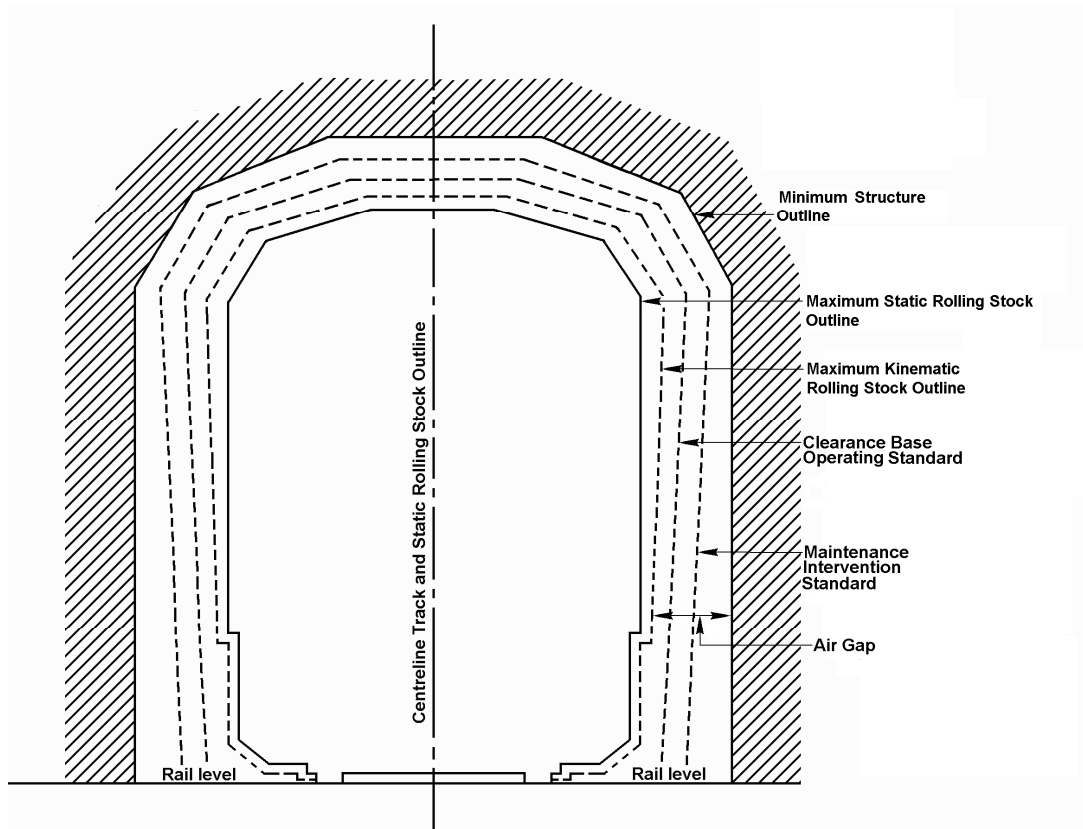 Minimum Structure
Outline
Maximum Static Rolling Stock
Outline
Centreline Track and Static Rolling Stock Outline
Maximum Kinematic
Rolling Stock Outline
Clearance Base
Operating Standard
Maintenance
Intervention
Standard
Air Gap
Rail level
Rail level